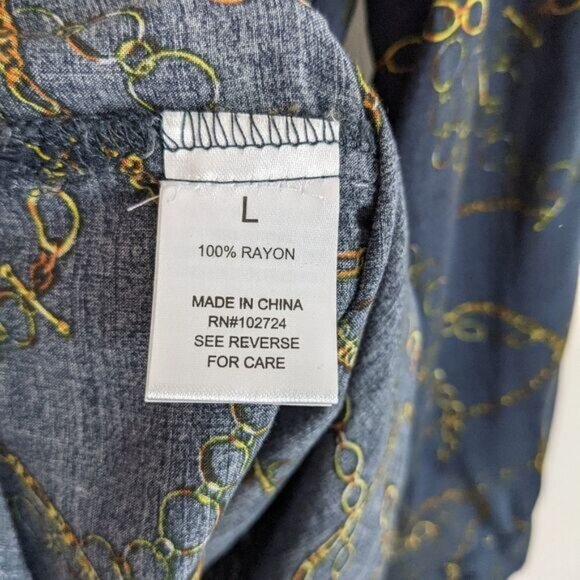 L
100% RAYON
MADE IN CHINA
RN#102724
SEE REVERSE
FOR CARE